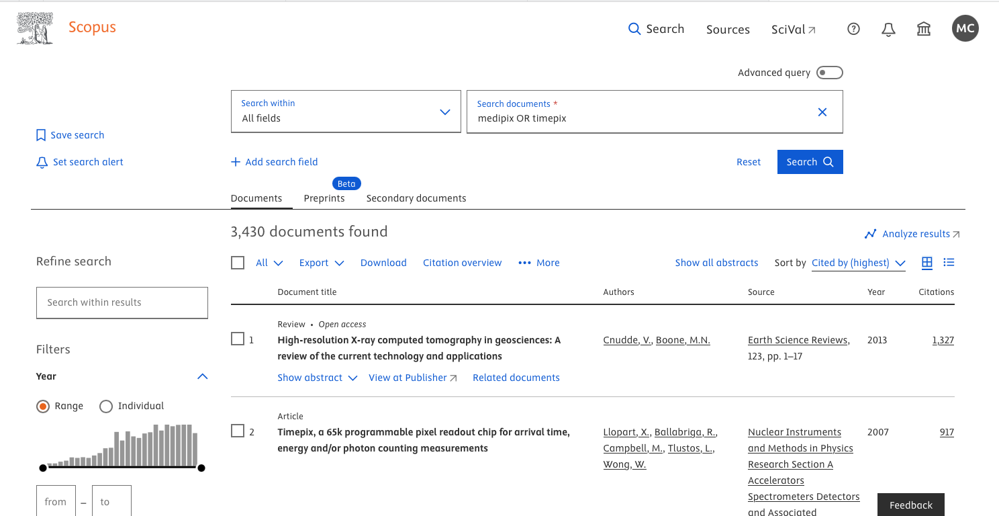 Scopus
Search
Sources
SciVal
MC
Advanced query
Search within
All fields
Search documents *
medipix OR timepix
Save search
Set search alert
Add search field
Reset
Search
Beta
Documents
Preprints
Secondary documents
3,430 documents found
Analyze results
Refine search
All
Export
Download
Citation overview
More
Show all abstracts
Sort by
Cited by (highest)
Search within results
Document title
Authors
Source
Year
Citations
Filters
Year
Range
Individual
from
–
to
Review • Open access
1
High-resolution X-ray computed tomography in geosciences: A
review of the current technology and applications
Cnudde, V., Boone, M.N.
Earth Science Reviews,
123, pp. 1–17
2013
1,327
Show abstract
View at Publisher
Related documents
Article
2
Timepix, a 65k programmable pixel readout chip for arrival time,
energy and/or photon counting measurements
Llopart, X., Ballabriga, R.,
Campbell, M., Tlustos, L.,
Wong, W.
Nuclear Instruments
and Methods in Physics
Research Section A
Accelerators
Spectrometers Detectors
and Associated
2007
917
Feedback